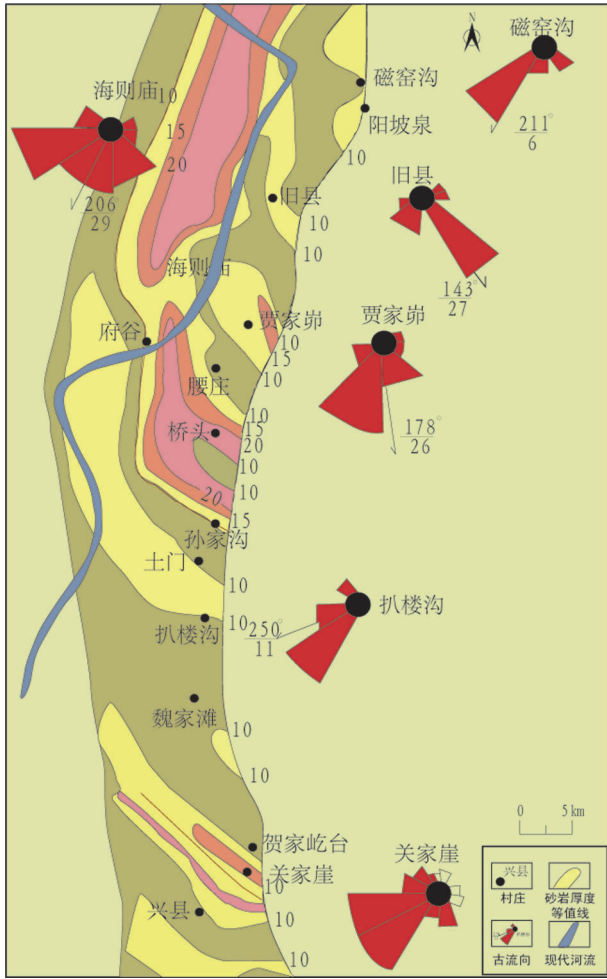 N
磁窑沟
海则庙
10
15
20
206°
29
磁窑沟
阳坡泉
10
211°
6
旧县
旧县
10
10
143°
27
海则庙
府谷
贾家峁
贾家峁
10
15
10
腰庄
178°
26
桥头
10
15
20
10
10
20
15
孙家沟
土门
10
扒楼沟
10
250°
11
扒楼沟
魏家滩
10
10
0 5 km
贺家屹台
关家崖
关家崖
10
10
兴县
10
10
兴县
村庄
砂岩厚度
等值线
古流向
现代河流